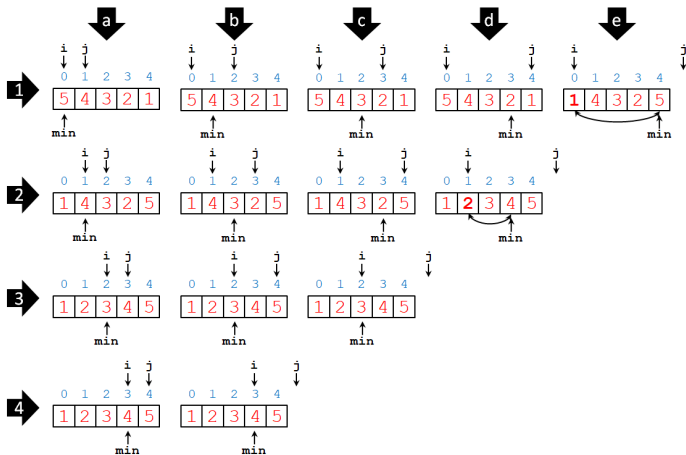 a b c d e
i j i j i j i j i j
0 1 2 3 4 0 1 2 3 4 0 1 2 3 4 0 1 2 3 4 0 1 2 3 4
1 5 4 3 2 1 5 4 3 2 1 5 4 3 2 1 5 4 3 2 1 1 4 3 2 5
min min min min min
i j i j i j i j
0 1 2 3 4 0 1 2 3 4 0 1 2 3 4 0 1 2 3 4
2 1 4 3 2 5 1 4 3 2 5 1 4 3 2 5 1 2 3 4 5
min min min min
i j i j i j
0 1 2 3 4 0 1 2 3 4 0 1 2 3 4
3 1 2 3 4 5 1 2 3 4 5 1 2 3 4 5
min min min
i j i j
0 1 2 3 4 0 1 2 3 4
4 1 2 3 4 5 1 2 3 4 5
min min